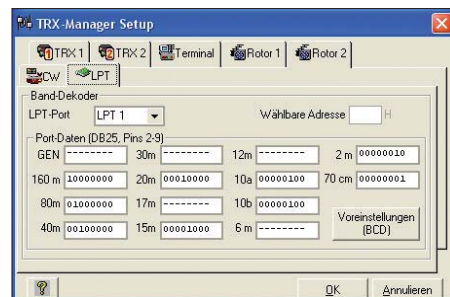 TRX-Manager Setup
TRX 1 TRX 2 Terminal Rotor 1 Rotor 2
CW LPT
Band-Dekoder
LPT-Port LPT 1 Wählbare Adresse H
Port-Daten (DB25, Pins 2-9)
GEN -------- 30m -------- 12m -------- 2 m 00000010
160 m 10000000 20m 00010000 10a 00000100 70 cm 00000001
80m 01000000 17m -------- 10b 00000100
40m 00100000 15m 00001000 6 m --------
Voreinstellungen
(BCD)
? OK Annulieren